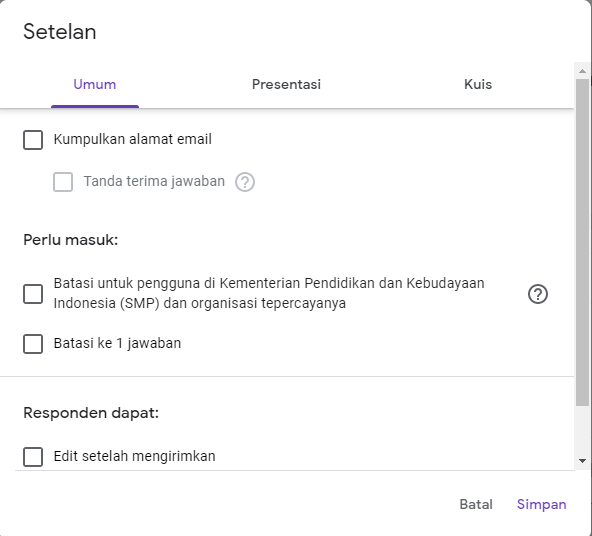 Setelan
Umum
Presentasi
Kuis
Kumpulkan alamat email
Tanda terima jawaban
Perlu masuk:
Batasi untuk pengguna di Kementerian Pendidikan dan Kebudayaan
Indonesia (SMP) dan organisasi tepercayanya
Batasi ke 1 jawaban
Responden dapat:
Edit setelah mengirimkan
Batal
Simpan